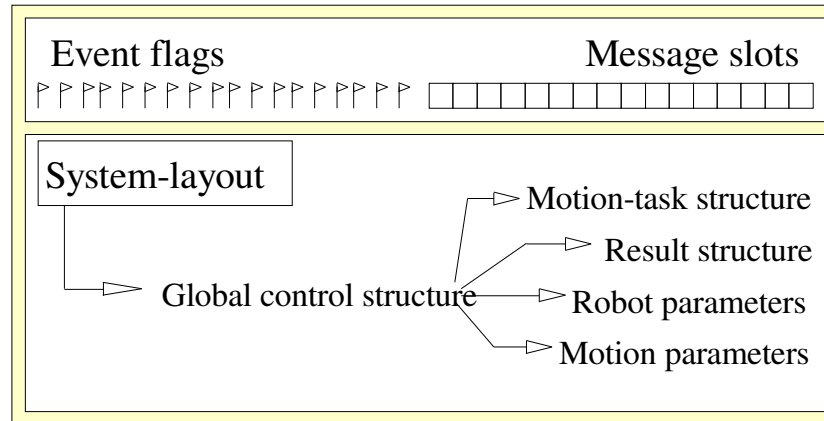 Event flags
Message slots
System-layout
Motion-task structure
Result structure
Global control structure
Robot parameters
Motion parameters